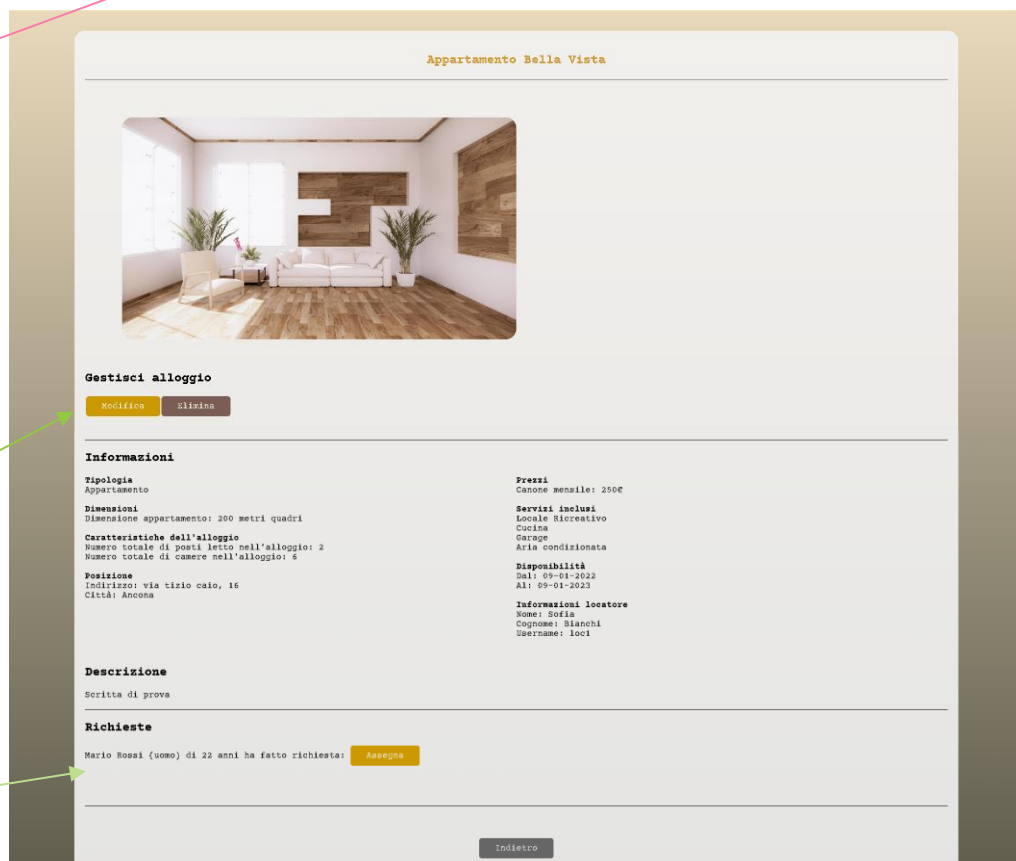 Appartamento Bella Vista
Gestisci alloggio
Modifica
Elimina
Informazioni
Tipologia
Appartamento
Dimensioni
Dimensione appartamento: 200 metri quadri
Caratteristiche dell'alloggio
Numero totale di posti letto nell'alloggio: 2
Numero totale di camere nell'alloggio: 6
Posizione
Indirizzo: via tizio caio, 16
Città: Ancona
Prezzi
Canone mensile: 250€
Servizi inclusi
Locale Ricreativo
Cucina
Garage
Aria condizionata
Disponibilità
Dal: 09-01-2022
Al: 09-01-2023
Informazioni locatore
Nome: Sofia
Cognome: Bianchi
Username: loc1
Descrizione
Scritta di prova
Richieste
Mario Rossi (uomo) di 22 anni ha fatto richiesta: Assegna
Indietro